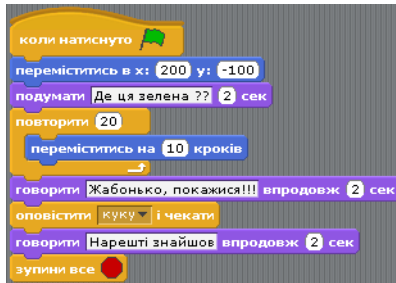 коли натиснуто
переміститись в x: 200 y: -100
подумати Де ця зелена ?? 2 сек
повторити 20
переміститись на 10 кроків
говорити Жабонько, покажися!!! впродовж 2 сек
оповістити куку і чекати
говорити Нарешті знайшов впродовж 2 сек
зупини все